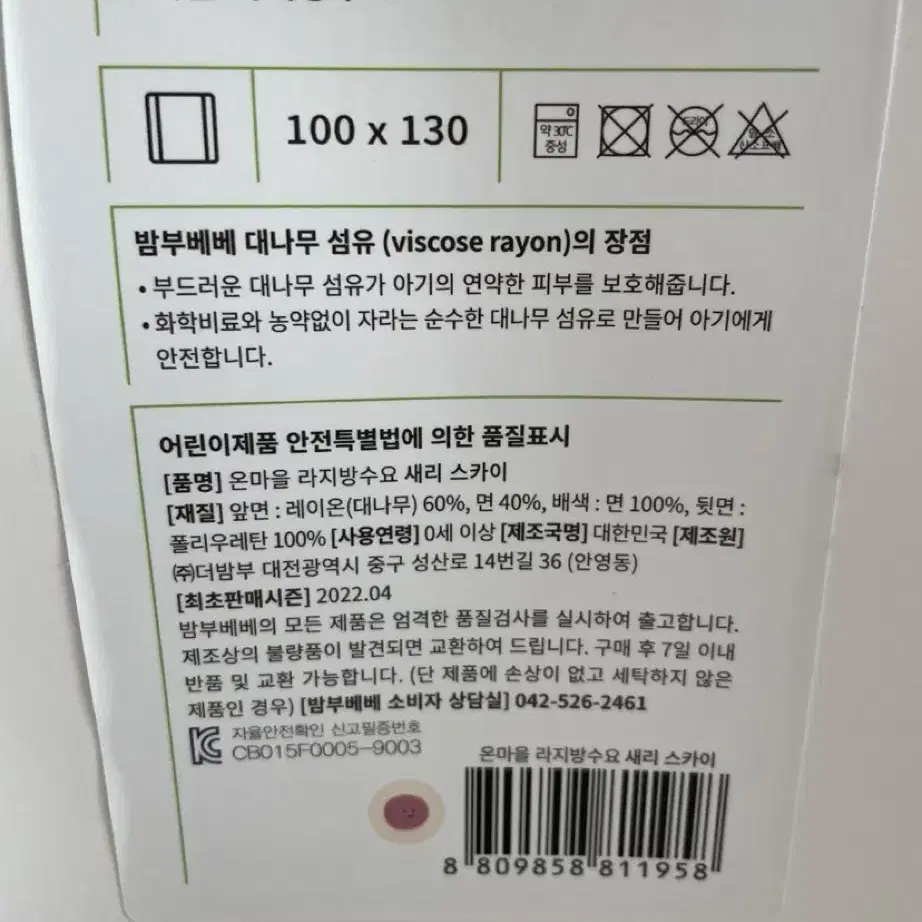 100 x 130
약 30℃
중성
드라이
밤부베베 대나무 섬유 (viscose rayon)의 장점
• 부드러운 대나무 섬유가 아기의 연약한 피부를 보호해줍니다.
• 화학비료와 농약없이 자라는 순수한 대나무 섬유로 만들어 아기에게
안전합니다.
어린이제품 안전특별법에 의한 품질표시
[품명] 온마을 라지방수요 새리 스카이
[재질] 앞면 : 레이온(대나무) 60%, 면 40%, 배색 : 면 100%, 뒷면 :
폴리우레탄 100% [사용연령] 0세 이상 [제조국명] 대한민국 [제조원]
㈜더밤부 대전광역시 중구 성산로 14번길 36 (안영동)
[최초판매시즌] 2022.04
밤부베베의 모든 제품은 엄격한 품질검사를 실시하여 출고합니다.
제조상의 불량품이 발견되면 교환하여 드립니다. 구매 후 7일 이내
반품 및 교환 가능합니다. (단 제품에 손상이 없고 세탁하지 않은
제품인 경우) [밤부베베 소비자 상담실] 042-526-2461
자율안전확인 신고필증번호
CB015F0005-9003
온마을 라지방수요 새리 스카이
8 809858 811958